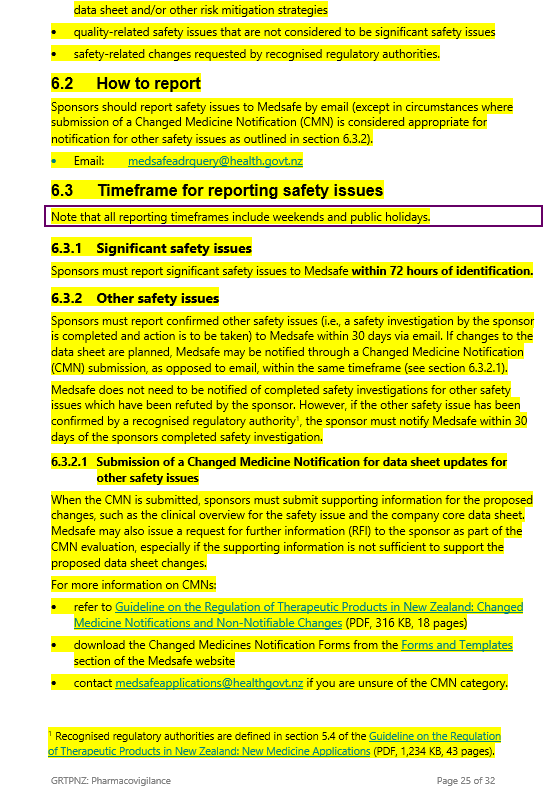 data sheet and/or other risk mitigation strategies
• quality-related safety issues that are not considered to be significant safety issues
• safety-related changes requested by recognised regulatory authorities.
6.2 How to report
Sponsors should report safety issues to Medsafe by email (except in circumstances where
submission of a Changed Medicine Notification (CMN) is considered appropriate for
notification for other safety issues as outlined in section 6.3.2).
• Email: medsafeadrquery@health.govt.nz
6.3 Timeframe for reporting safety issues
Note that all reporting timeframes include weekends and public holidays.
6.3.1 Significant safety issues
Sponsors must report significant safety issues to Medsafe within 72 hours of identification.
6.3.2 Other safety issues
Sponsors must report confirmed other safety issues (i.e., a safety investigation by the sponsor
is completed and action is to be taken) to Medsafe within 30 days via email. If changes to the
data sheet are planned, Medsafe may be notified through a Changed Medicine Notification
(CMN) submission, as opposed to email, within the same timeframe (see section 6.3.2.1).
Medsafe does not need to be notified of completed safety investigations for other safety
issues which have been refuted by the sponsor. However, if the other safety issue has been
confirmed by a recognised regulatory authority¹, the sponsor must notify Medsafe within 30
days of the sponsors completed safety investigation.
6.3.2.1 Submission of a Changed Medicine Notification for data sheet updates for
other safety issues
When the CMN is submitted, sponsors must submit supporting information for the proposed
changes, such as the clinical overview for the safety issue and the company core data sheet.
Medsafe may also issue a request for further information (RFI) to the sponsor as part of the
CMN evaluation, especially if the supporting information is not sufficient to support the
proposed data sheet changes.
For more information on CMNs:
• refer to Guideline on the Regulation of Therapeutic Products in New Zealand: Changed
Medicine Notifications and Non-Notifiable Changes (PDF, 316 KB, 18 pages)
• download the Changed Medicines Notification Forms from the Forms and Templates
section of the Medsafe website
• contact medsafeapplications@healthgovt.nz if you are unsure of the CMN category.
¹ Recognised regulatory authorities are defined in section 5.4 of the Guideline on the Regulation
of Therapeutic Products in New Zealand: New Medicine Applications (PDF, 1,234 KB, 43 pages).
GRTPNZ: Pharmacovigilance Page 25 of 32